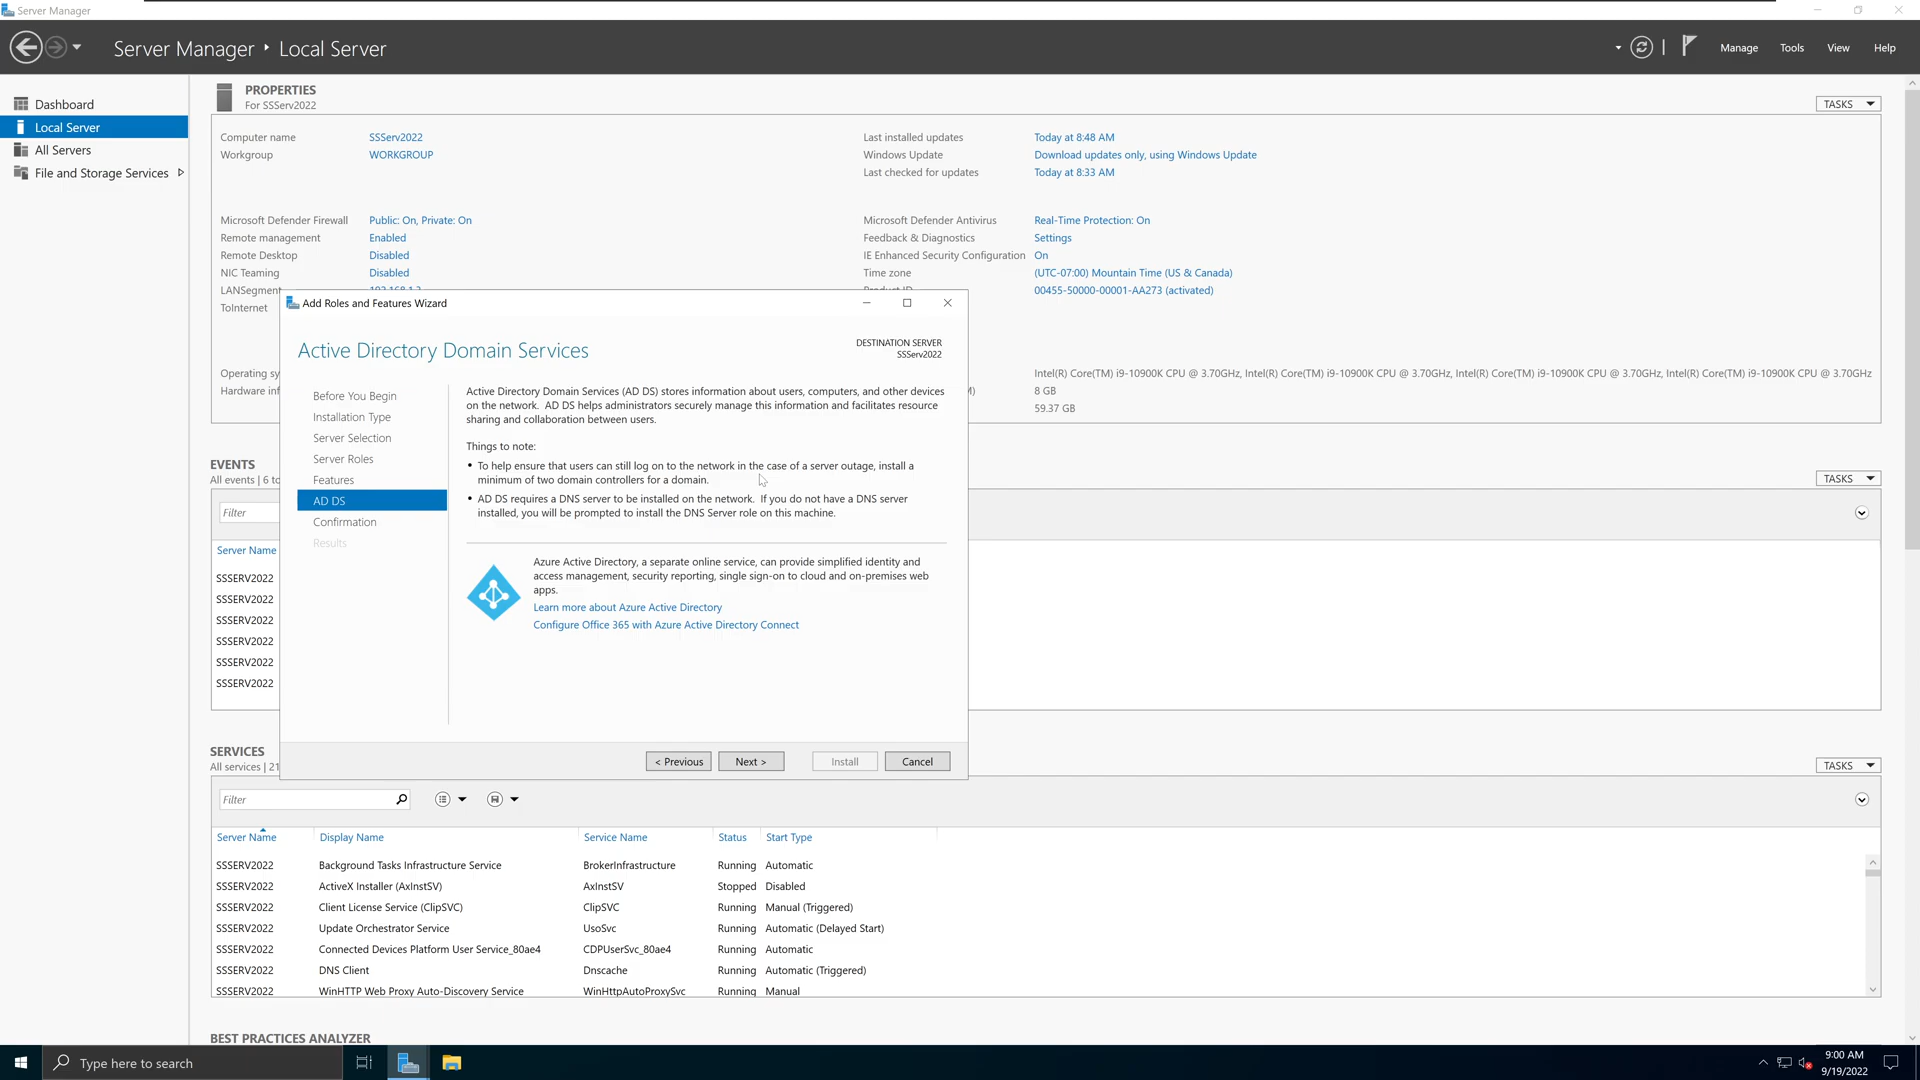 Server Manager
Server Manager ‣ Local Server
Manage Tools View Help
Dashboard
Local Server
All Servers
File and Storage Services
PROPERTIES
For SSServ2022
TASKS
Computer name SSServ2022
Workgroup WORKGROUP
Last installed updates Today at 8:48 AM
Windows Update Download updates only, using Windows Update
Last checked for updates Today at 8:33 AM
Microsoft Defender Firewall Public: On, Private: On
Remote management Enabled
Remote Desktop Disabled
NIC Teaming Disabled
LANSegment
ToInternet
Microsoft Defender Antivirus Real-Time Protection: On
Feedback & Diagnostics Settings
IE Enhanced Security Configuration On
Time zone (UTC-07:00) Mountain Time (US & Canada)
00455-50000-00001-AA273 (activated)
Operating sy
Hardware inf
Intel(R) Core(TM) i9-10900K CPU @ 3.70GHz, Intel(R) Core(TM) i9-10900K CPU @ 3.70GHz, Intel(R) Core(TM) i9-10900K CPU @ 3.70GHz, Intel(R) Core(TM) i9-10900K CPU @ 3.70GHz
8 GB
59.37 GB
Add Roles and Features Wizard
Active Directory Domain Services
DESTINATION SERVER
SSServ2022
Before You Begin
Installation Type
Server Selection
Server Roles
Features
AD DS
Confirmation
Results
Active Directory Domain Services (AD DS) stores information about users, computers, and other devices
on the network. AD DS helps administrators securely manage this information and facilitates resource
sharing and collaboration between users.
Things to note:
• To help ensure that users can still log on to the network in the case of a server outage, install a
minimum of two domain controllers for a domain.
• AD DS requires a DNS server to be installed on the network. If you do not have a DNS server
installed, you will be prompted to install the DNS Server role on this machine.
Azure Active Directory, a separate online service, can provide simplified identity and
access management, security reporting, single sign-on to cloud and on-premises web
apps.
Learn more about Azure Active Directory
Configure Office 365 with Azure Active Directory Connect
< Previous Next > Install Cancel
EVENTS
All events | 6 to
TASKS
Filter
Server Name
SSSERV2022
SSSERV2022
SSSERV2022
SSSERV2022
SSSERV2022
SSSERV2022
SERVICES
All services | 21
TASKS
Filter
Server Name Display Name Service Name Status Start Type
SSSERV2022 Background Tasks Infrastructure Service BrokerInfrastructure Running Automatic
SSSERV2022 ActiveX Installer (AxInstSV) AxInstSV Stopped Disabled
SSSERV2022 Client License Service (ClipSVC) ClipSVC Running Manual (Triggered)
SSSERV2022 Update Orchestrator Service UsoSvc Running Automatic (Delayed Start)
SSSERV2022 Connected Devices Platform User Service_80ae4 CDPUserSvc_80ae4 Running Automatic
SSSERV2022 DNS Client Dnscache Running Automatic (Triggered)
SSSERV2022 WinHTTP Web Proxy Auto-Discovery Service WinHttpAutoProxySvc Running Manual
BEST PRACTICES ANALYZER
Type here to search
9:00 AM
9/19/2022